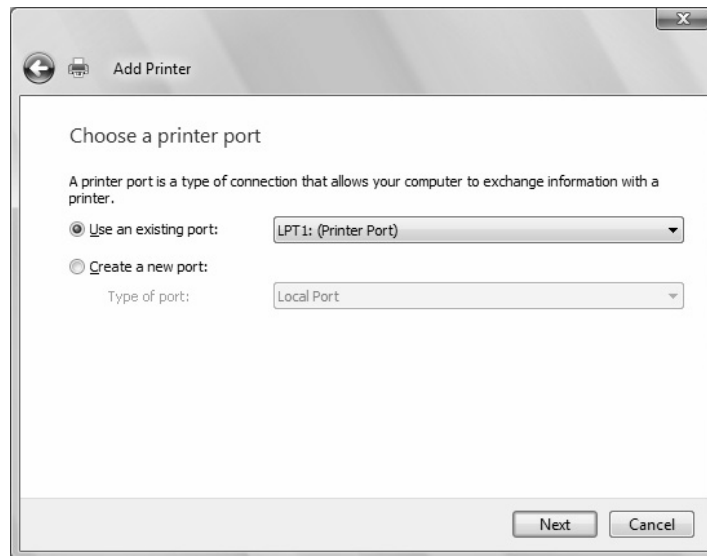 Add Printer
Choose a printer port
A printer port is a type of connection that allows your computer to exchange information with a
printer.
Use an existing port: LPT1: (Printer Port)
Create a new port:
Type of port: Local Port
Next Cancel